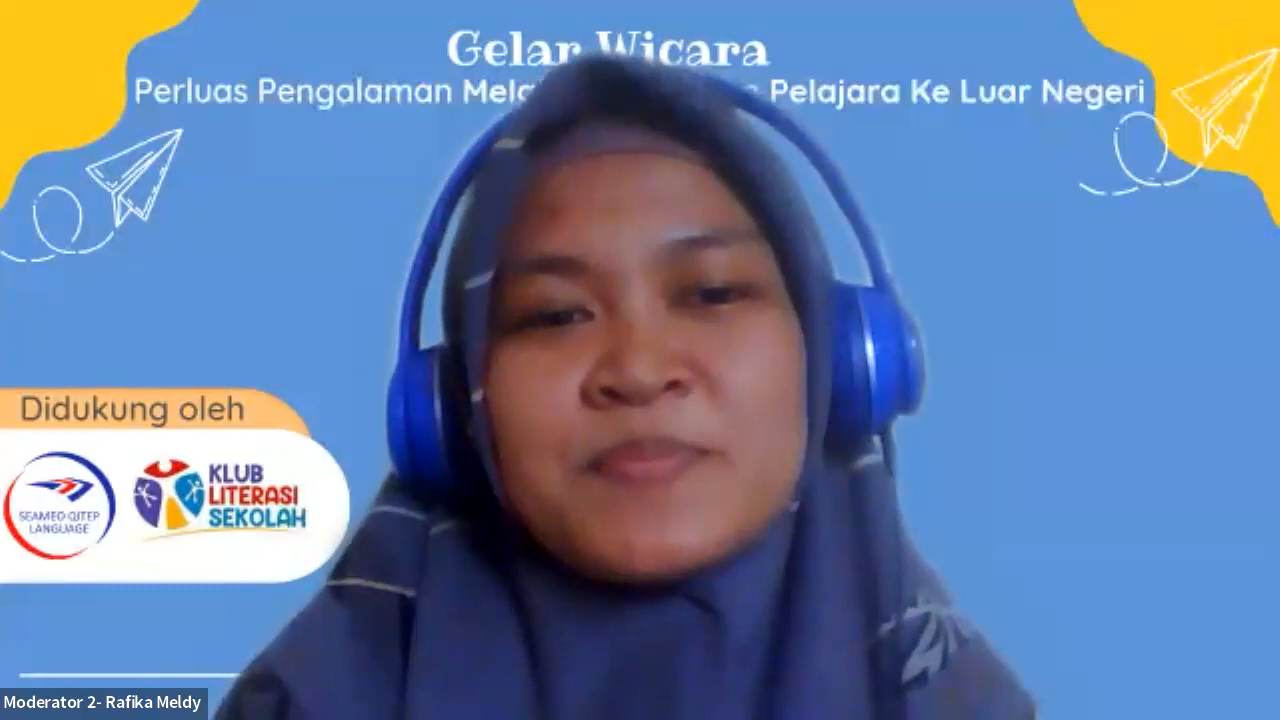 Gelar Wicara
Perluas Pengalaman Pelajara Ke Luar Negeri
Didukung oleh
SEAMEO QITEP
LANGUAGE
KLUB
LITERASI
SEKOLAH
Moderator 2- Rafika Meldy